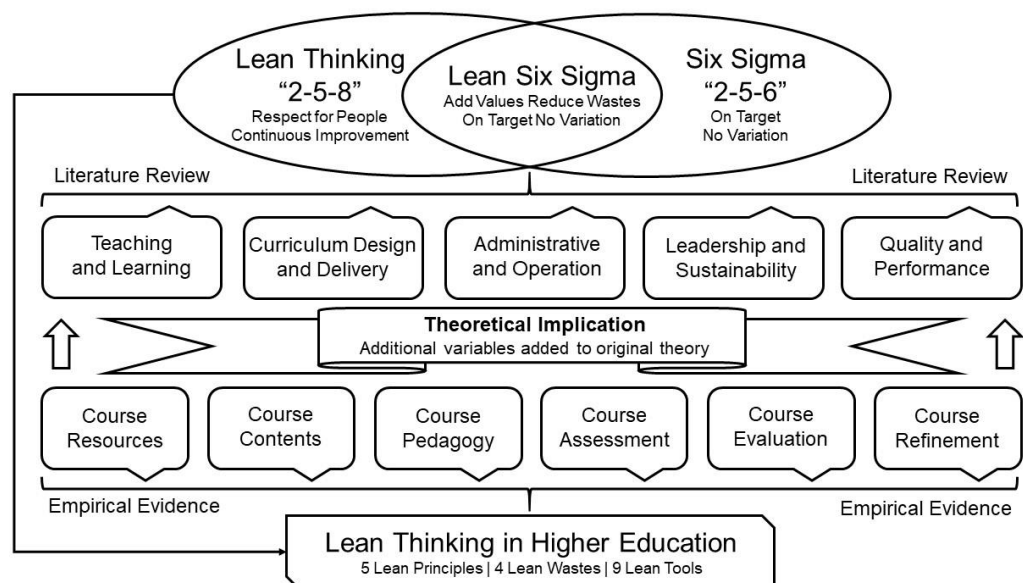 Lean Thinking
“2-5-8”
Respect for People
Continuous Improvement
Lean Six Sigma
Add Values Reduce Wastes
On Target No Variation
Six Sigma
“2-5-6”
On Target
No Variation
Literature Review
Literature Review
Teaching
and Learning
Curriculum Design
and Delivery
Administrative
and Operation
Leadership and
Sustainability
Quality and
Performance
Theoretical Implication
Additional variables added to original theory
Course
Resources
Course
Contents
Course
Pedagogy
Course
Assessment
Course
Evaluation
Course
Refinement
Empirical Evidence
Empirical Evidence
Lean Thinking in Higher Education
5 Lean Principles | 4 Lean Wastes | 9 Lean Tools